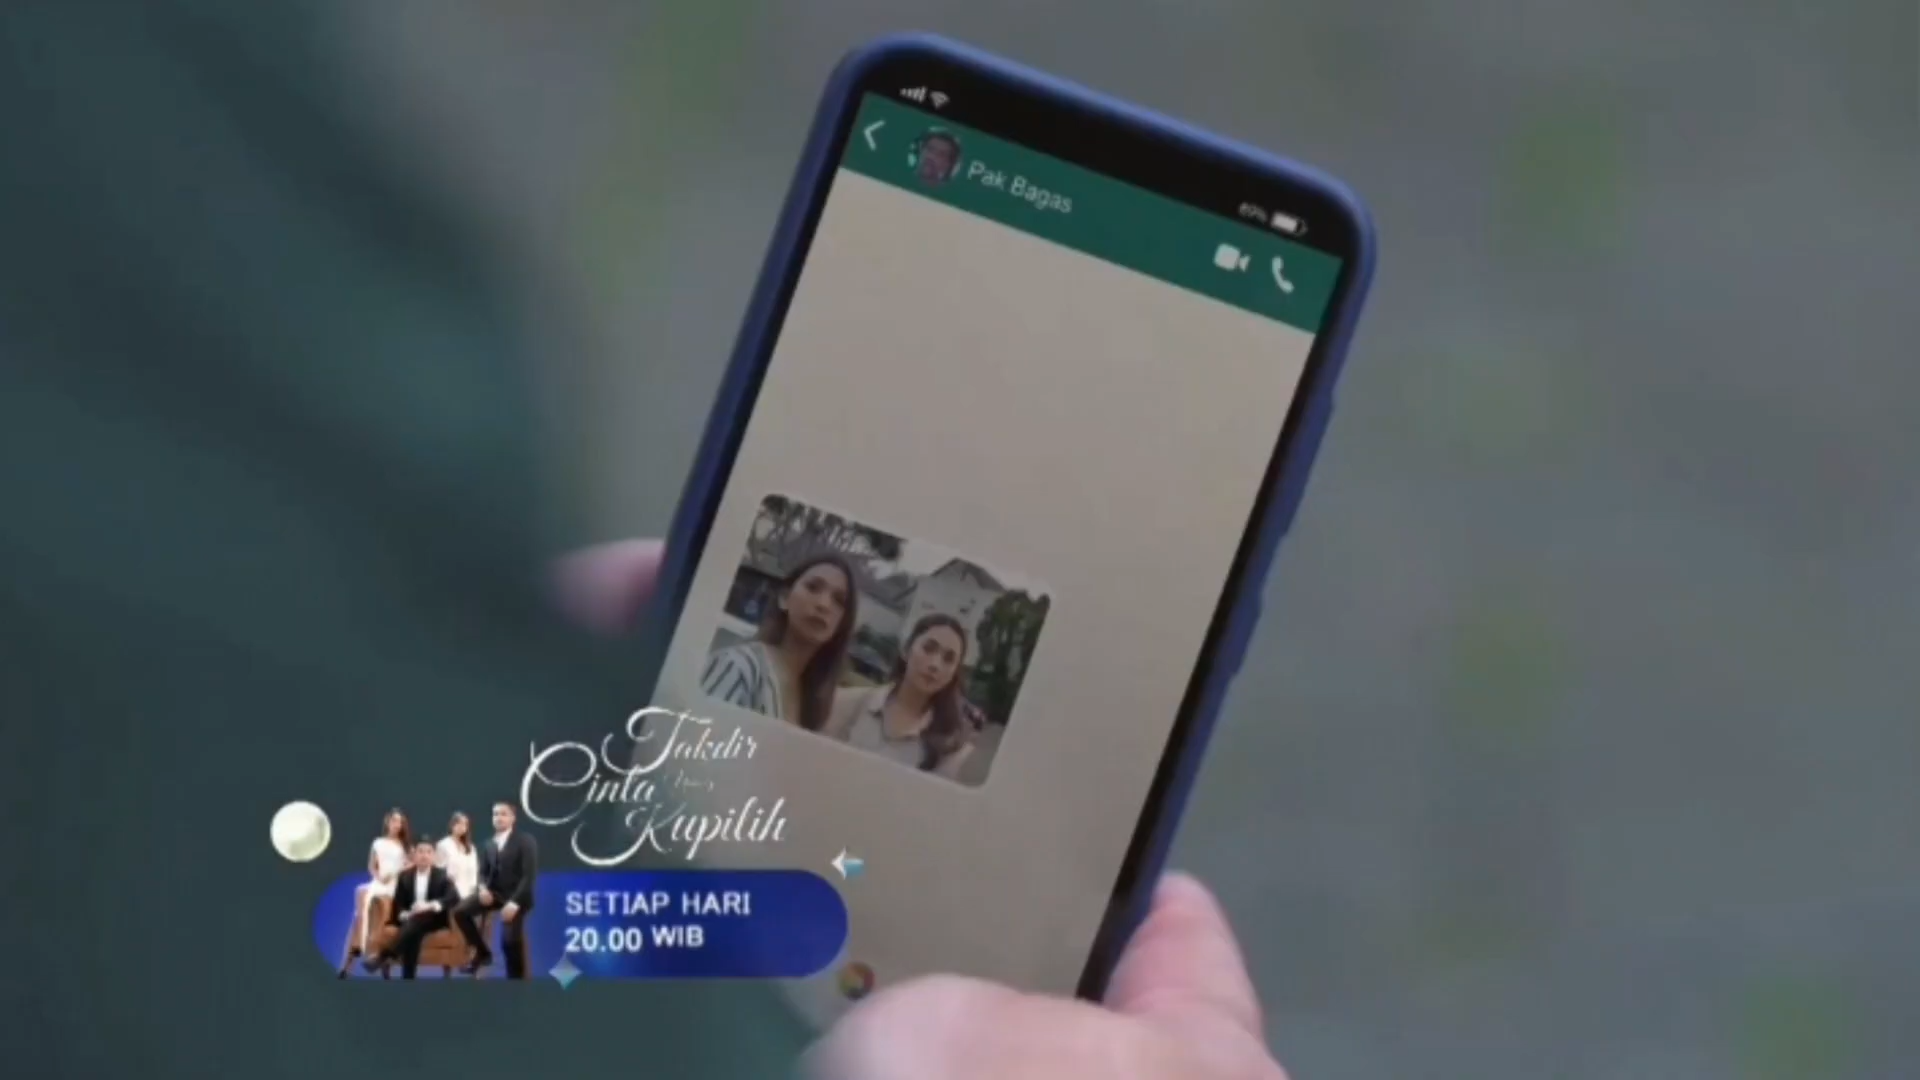 Pak Bagas
Takdir
Cinta Yang
Kupilih
SETIAP HARI
20.00 WIB